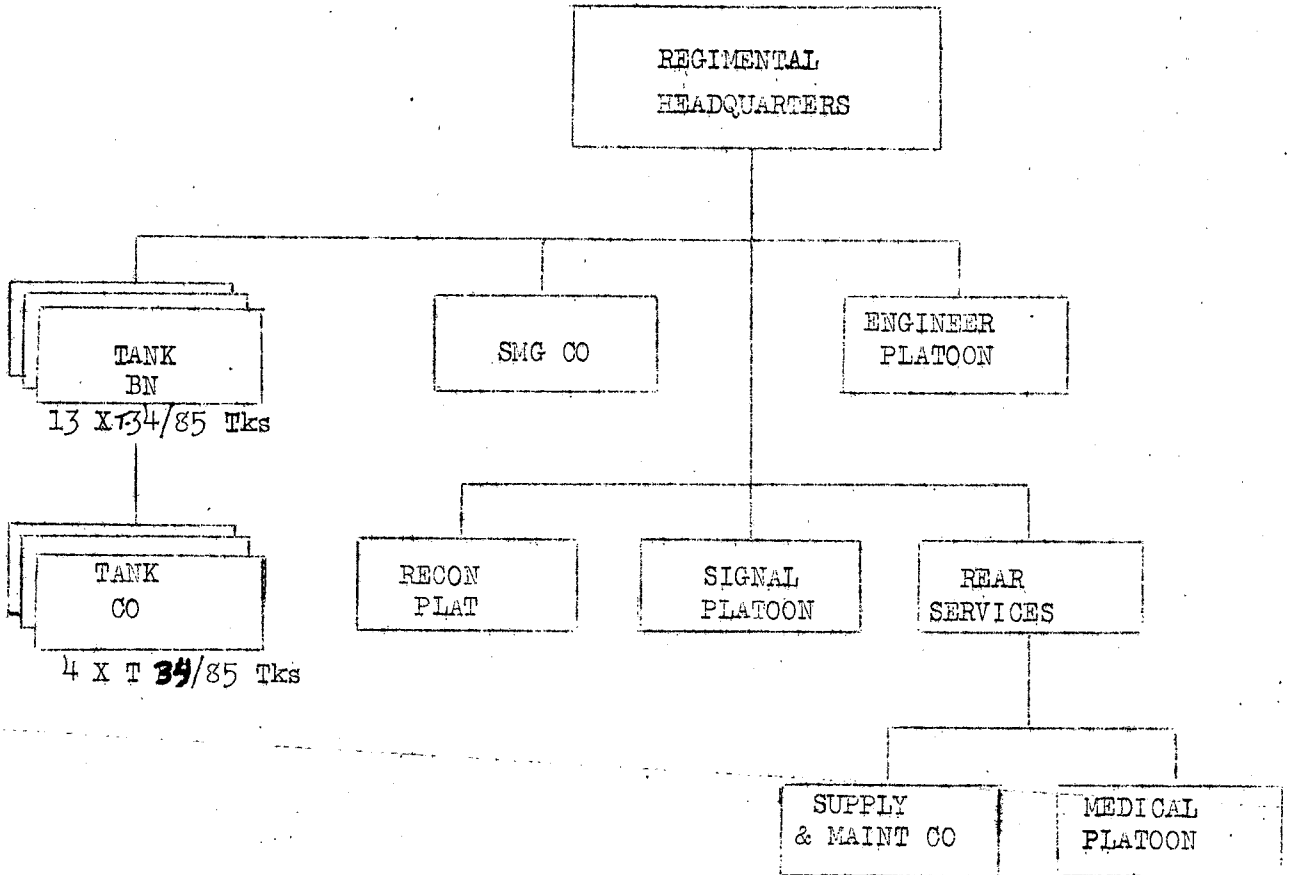 REGIMENTAL
HEADQUARTERS
TANK
BN
13 X T-34/85 Tks
SMG CO
ENGINEER
PLATOON
TANK
CO
4 X T 34/85 Tks
RECON
PLAT
SIGNAL
PLATOON
REAR
SERVICES
SUPPLY
& MAINT CO
MEDICAL
PLATOON